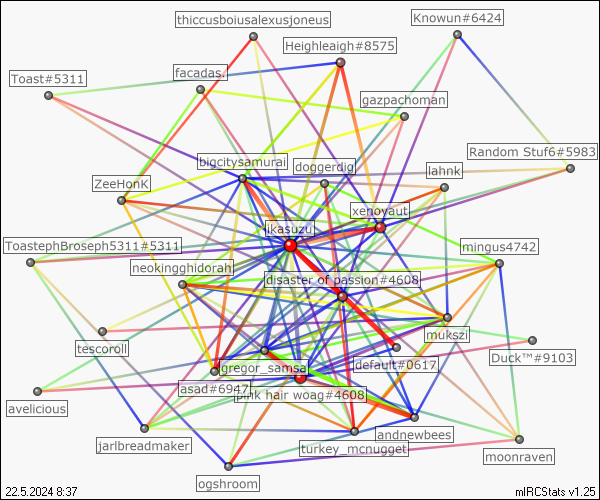 thiccusboiusalexusjoneus
Knowun#6424
Heighleaigh#8575
Toast#5311
facadas.
gazpachoman
Random Stuf6#5983
bigcitysamurai
doggerdig
lahnk
ZeeHonk
xenoyaut
jikasuzu
ToastephBroseph5311#5311
mingus4742
neokingghidorah
disaster of passion#4608
mukszi
tescoroll
Duck™#9103
gregor_samsa
default#0617
asad#6947
pink hair woag#4608
avelicious
andnewbees
jarlbreadmaker
turkey_mcnugget
moonraven
ogshroom
22.5.2024 8:37
mIRCStats v1.25